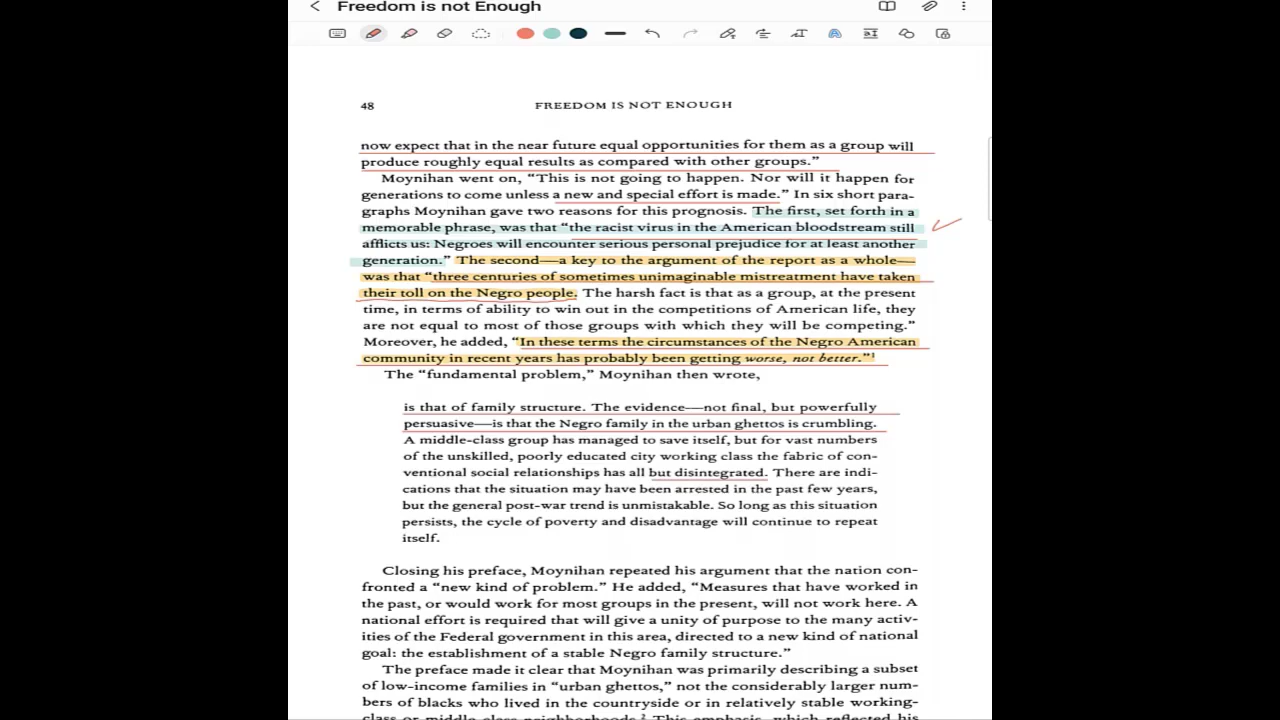 Freedom is not Enough
48 FREEDOM IS NOT ENOUGH
now expect that in the near future equal opportunities for them as a group will
produce roughly equal results as compared with other groups.”
Moynihan went on, “This is not going to happen. Nor will it happen for
generations to come unless a new and special effort is made.” In six short para-
graphs Moynihan gave two reasons for this prognosis. The first, set forth in a
memorable phrase, was that “the racist virus in the American bloodstream still
afflicts us: Negroes will encounter serious personal prejudice for at least another
generation.” The second—a key to the argument of the report as a whole—
was that “three centuries of sometimes unimaginable mistreatment have taken
their toll on the Negro people. The harsh fact is that as a group, at the present
time, in terms of ability to win out in the competitions of American life, they
are not equal to most of those groups with which they will be competing.”
Moreover, he added, “In these terms the circumstances of the Negro American
community in recent years has probably been getting worse, not better.”1
The “fundamental problem,” Moynihan then wrote,
is that of family structure. The evidence—not final, but powerfully
persuasive—is that the Negro family in the urban ghettos is crumbling.
A middle-class group has managed to save itself, but for vast numbers
of the unskilled, poorly educated city working class the fabric of con-
ventional social relationships has all but disintegrated. There are indi-
cations that the situation may have been arrested in the past few years,
but the general post-war trend is unmistakable. So long as this situation
persists, the cycle of poverty and disadvantage will continue to repeat
itself.
Closing his preface, Moynihan repeated his argument that the nation con-
fronted a “new kind of problem.” He added, “Measures that have worked in
the past, or would work for most groups in the present, will not work here. A
national effort is required that will give a unity of purpose to the many activ-
ities of the Federal government in this area, directed to a new kind of national
goal: the establishment of a stable Negro family structure.”
The preface made it clear that Moynihan was primarily describing a subset
of low-income families in “urban ghettos,” not the considerably larger num-
bers of blacks who lived in the countryside or in relatively stable working-
class or middle-class neighborhoods.2 This emphasis, which reflected his